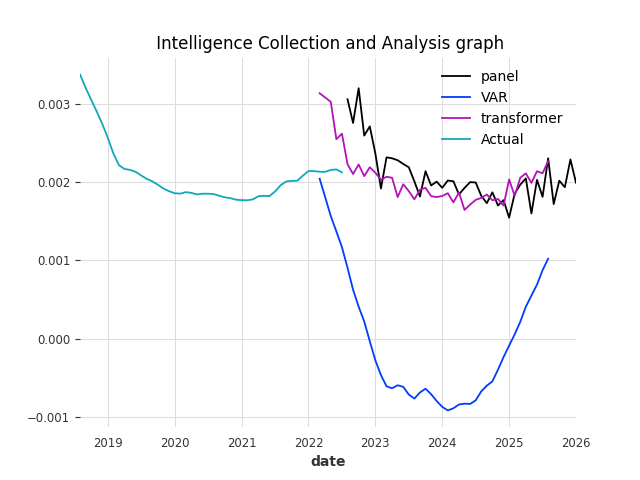 Intelligence Collection and Analysis graph
panel
VAR
transformer
Actual
0.003
0.002
0.001
0.000
−0.001
2019 2020 2021 2022 2023 2024 2025 2026
date